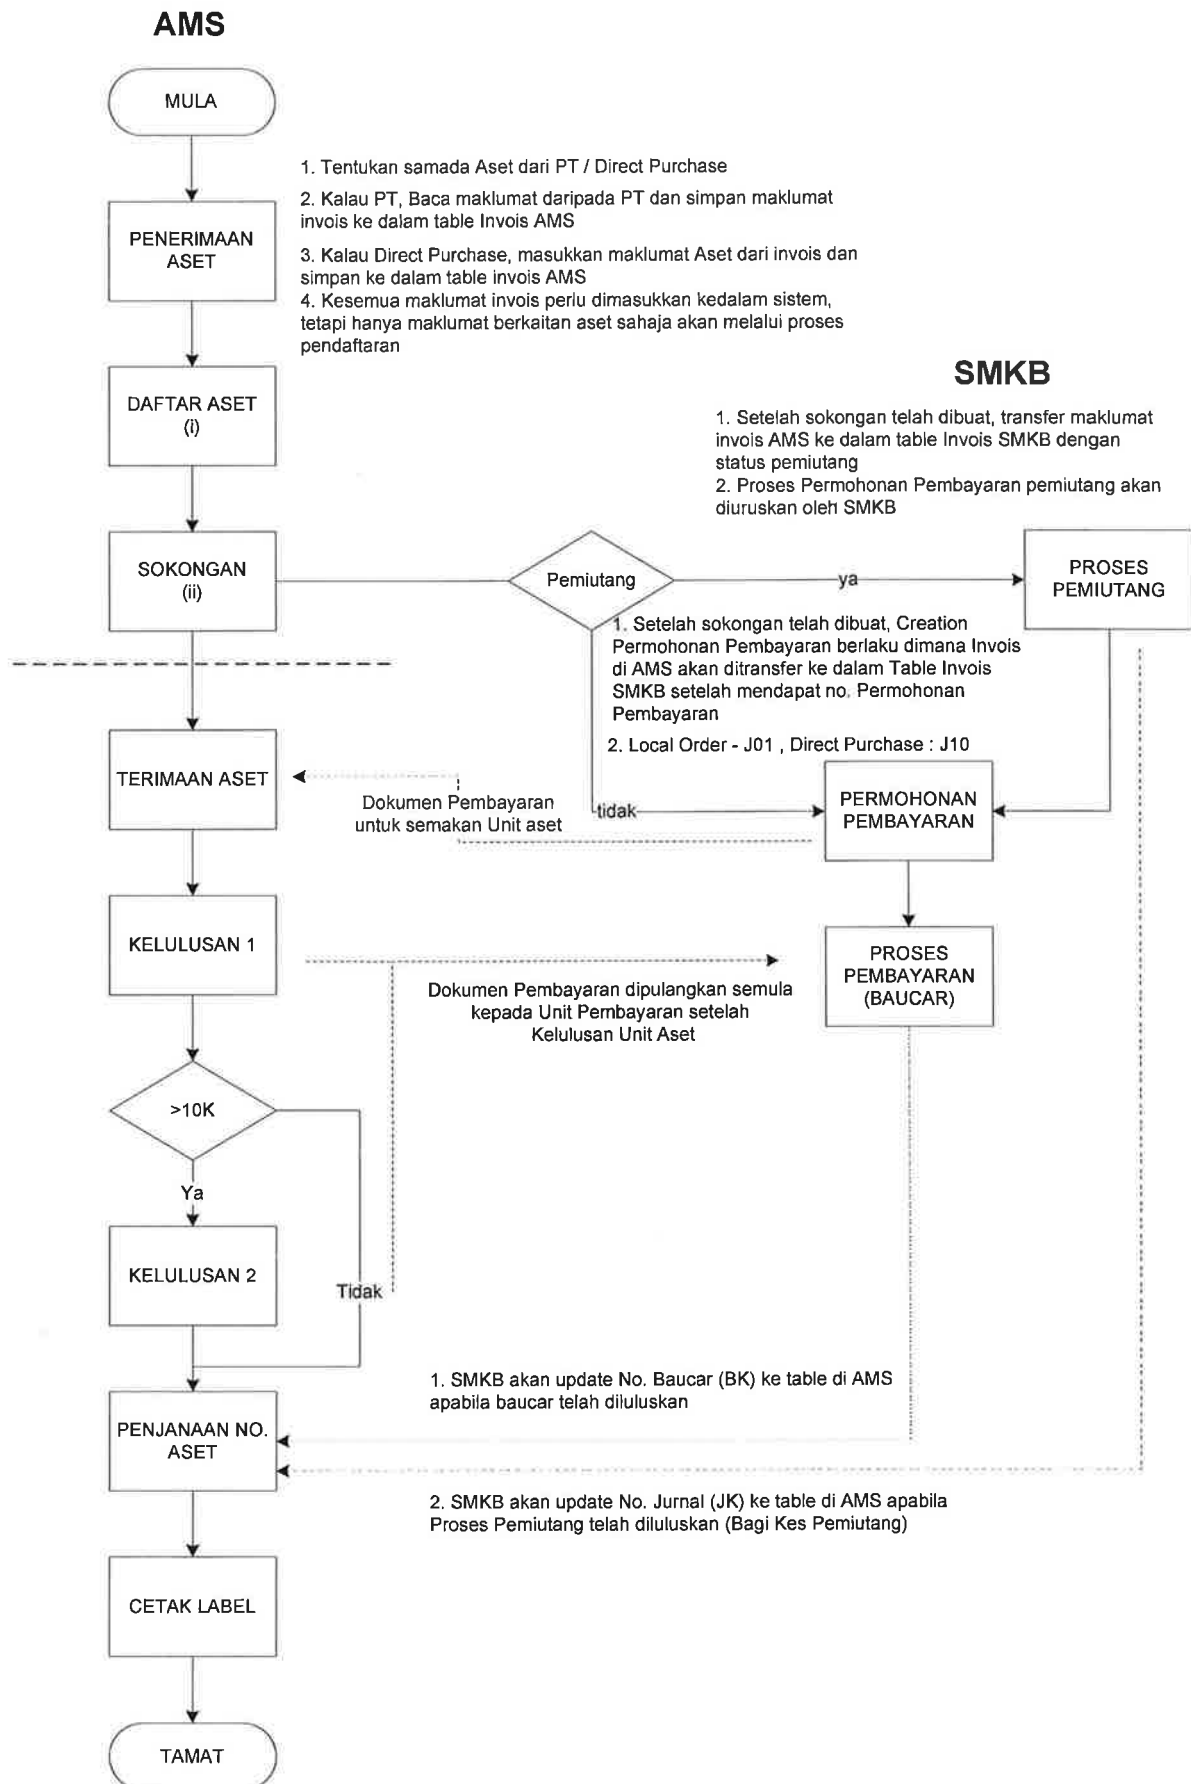 AMS
MULA
1. Tentukan samada Aset dari PT / Direct Purchase
2. Kalau PT, Baca maklumat daripada PT dan simpan maklumat
invois ke dalam table Invois AMS
PENERIMAAN
ASET
3. Kalau Direct Purchase, masukkan maklumat Aset dari invois dan
simpan ke dalam table invois AMS
4. Kesemua maklumat invois perlu dimasukkan kedalam sistem,
tetapi hanya maklumat berkaitan aset sahaja akan melalui proses
pendaftaran
DAFTAR ASET
(i)
SMKB
1. Setelah sokongan telah dibuat, transfer maklumat
invois AMS ke dalam table Invois SMKB dengan
status pemiutang
2. Proses Permohonan Pembayaran pemiutang akan
diuruskan oleh SMKB
SOKONGAN
(ii)
Pemiutang
ya
PROSES
PEMIUTANG
1. Setelah sokongan telah dibuat, Creation
Permohonan Pembayaran berlaku dimana Invois
di AMS akan ditransfer ke dalam Table Invois
SMKB setelah mendapat no. Permohonan
Pembayaran
2. Local Order - J01 , Direct Purchase : J10
TERIMAAN ASET
Dokumen Pembayaran
untuk semakan Unit aset
tidak
PERMOHONAN
PEMBAYARAN
KELULUSAN 1
Dokumen Pembayaran dipulangkan semula
kepada Unit Pembayaran setelah
Kelulusan Unit Aset
PROSES
PEMBAYARAN
(BAUCAR)
>10K
Ya
KELULUSAN 2
Tidak
1. SMKB akan update No. Baucar (BK) ke table di AMS
apabila baucar telah diluluskan
PENJANAAN NO.
ASET
2. SMKB akan update No. Jurnal (JK) ke table di AMS apabila
Proses Pemiutang telah diluluskan (Bagi Kes Pemiutang)
CETAK LABEL
TAMAT